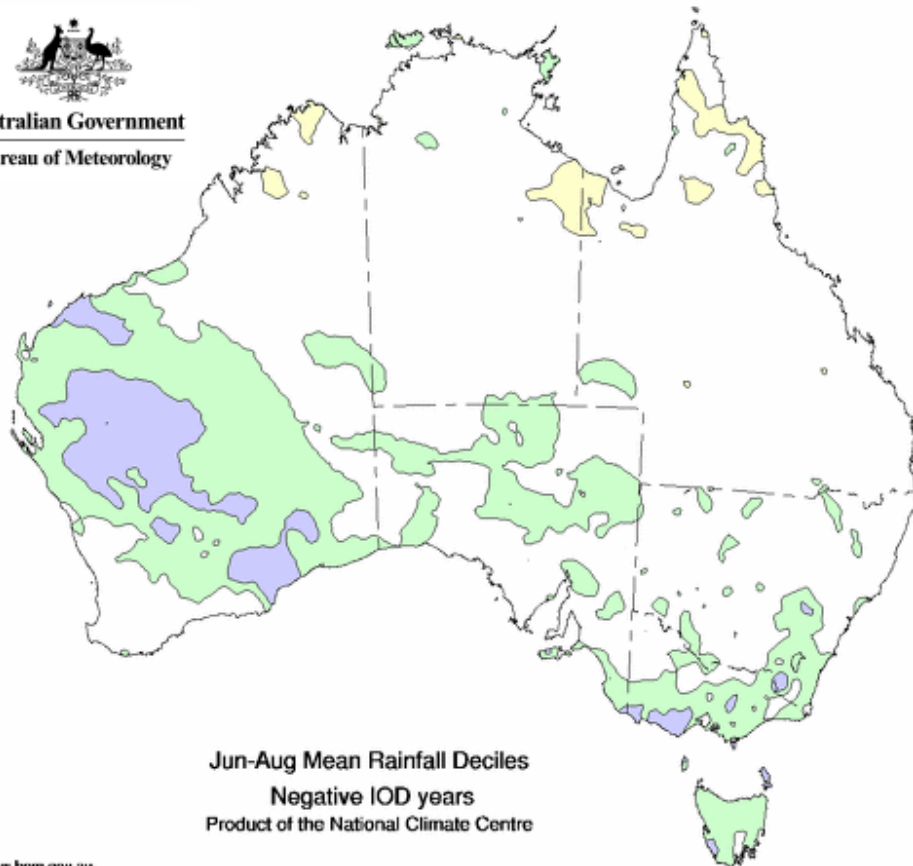 tralian Government
reau of Meteorology
Jun-Aug Mean Rainfall Deciles
Negative IOD years
Product of the National Climate Centre